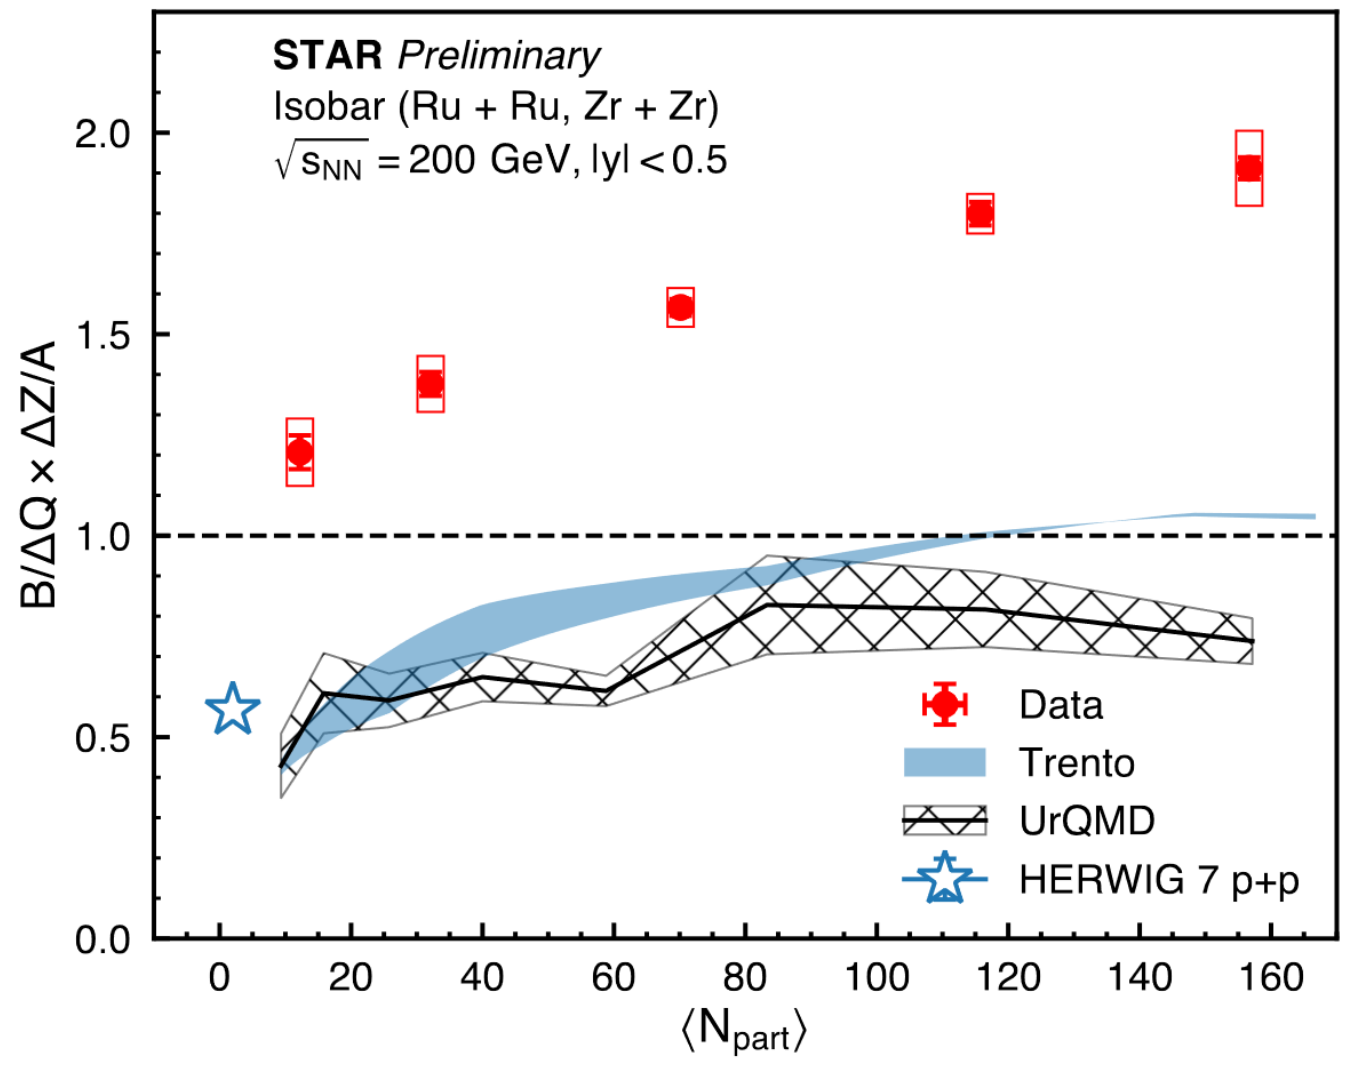 STAR Preliminary
Isobar (Ru + Ru, Zr + Zr)
√sNN = 200 GeV, |y| < 0.5
B/ΔQ × ΔZ/A
2.0
1.5
1.0
0.5
0.0
Data
Trento
UrQMD
HERWIG 7 p+p
0 20 40 60 80 100 120 140 160
⟨Npart⟩